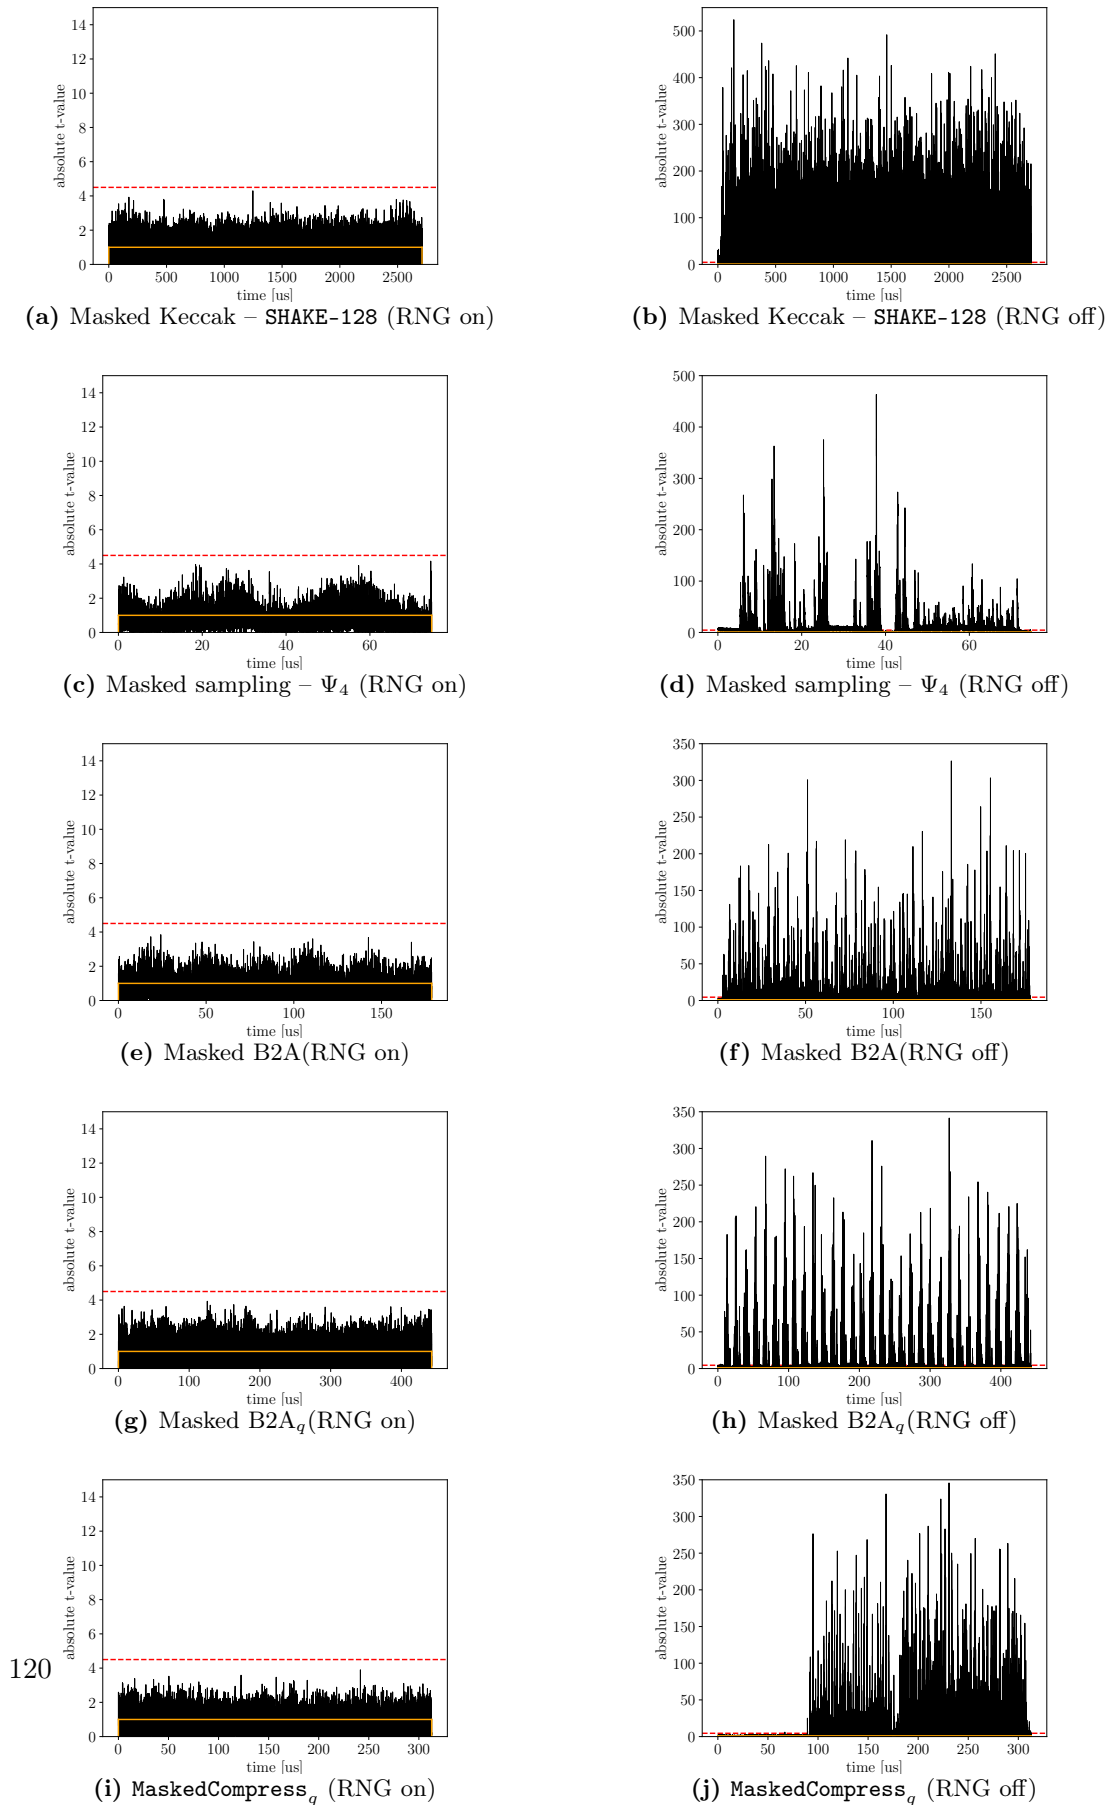 14
12
10
8
6
4
2
0
absolute t-value
0 500 1000 1500 2000 2500
time [us]
(a) Masked Keccak – SHAKE-128 (RNG on)
500
400
300
200
100
0
absolute t-value
0 500 1000 1500 2000 2500
time [us]
(b) Masked Keccak – SHAKE-128 (RNG off)
14
12
10
8
6
4
2
0
absolute t-value
0 20 40 60
time [us]
(c) Masked sampling – Ψ₄ (RNG on)
500
400
300
200
100
0
absolute t-value
0 20 40 60
time [us]
(d) Masked sampling – Ψ₄ (RNG off)
14
12
10
8
6
4
2
0
absolute t-value
0 50 100 150
time [us]
(e) Masked B2A(RNG on)
350
300
250
200
150
100
50
0
absolute t-value
0 50 100 150
time [us]
(f) Masked B2A(RNG off)
14
12
10
8
6
4
2
0
absolute t-value
0 100 200 300 400
time [us]
(g) Masked B2A_q(RNG on)
350
300
250
200
150
100
50
0
absolute t-value
0 100 200 300 400
time [us]
(h) Masked B2A_q(RNG off)
14
12
10
8
6
4
2
0
absolute t-value
0 50 100 150 200 250 300
time [us]
(i) MaskedCompress_q (RNG on)
350
300
250
200
150
100
50
0
absolute t-value
0 50 100 150 200 250 300
time [us]
(j) MaskedCompress_q (RNG off)
120